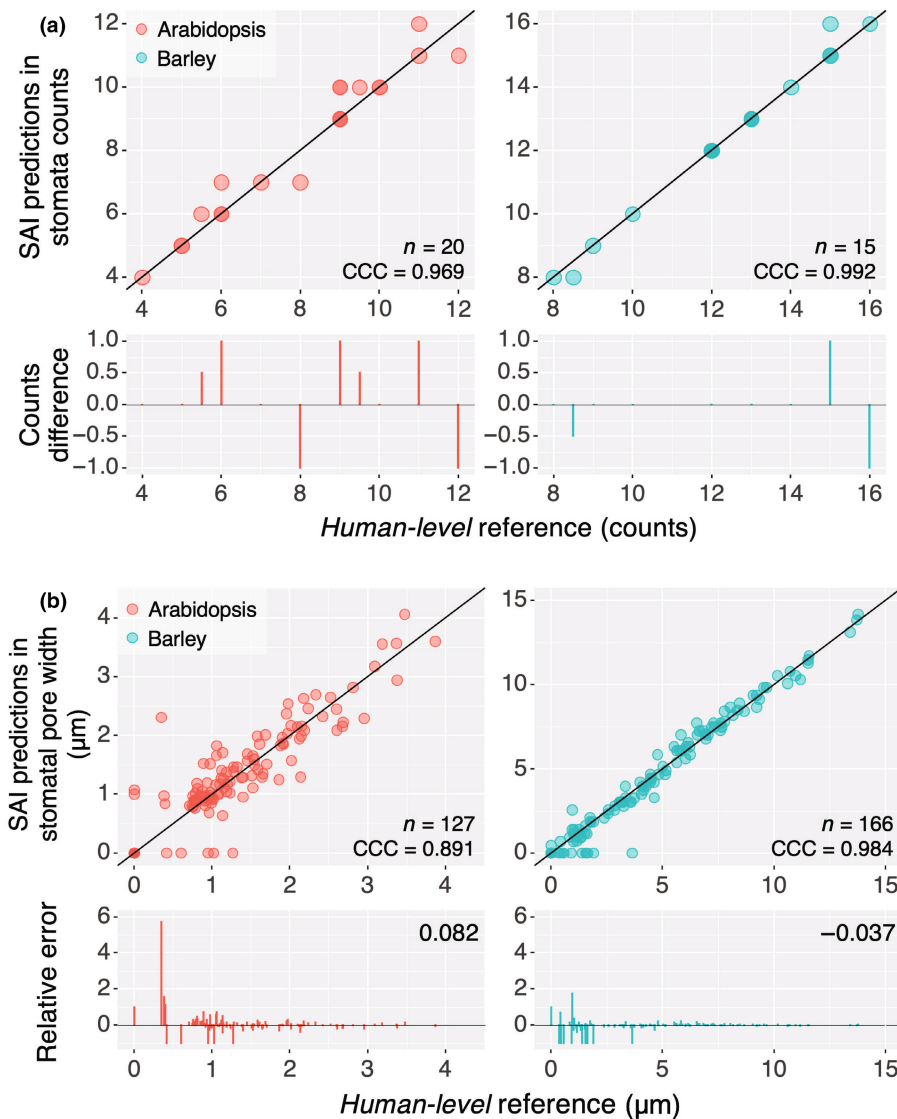 (a)
Arabidopsis
Barley
SAI predictions in
stomata counts
12
10
8
6
4
n = 20
CCC = 0.969
4 6 8 10 12
16
14
12
10
8
n = 15
CCC = 0.992
8 10 12 14 16
Counts
difference
1.0
0.5
0.0
−0.5
−1.0
4 6 8 10 12
1.0
0.5
0.0
−0.5
−1.0
8 10 12 14 16
Human-level reference (counts)
(b)
Arabidopsis
Barley
SAI predictions in
stomatal pore width
(µm)
4
3
2
1
0
n = 127
CCC = 0.891
0 1 2 3 4
15
10
5
0
n = 166
CCC = 0.984
0 5 10 15
Relative error
6
4
2
0
0.082
0 1 2 3 4
6
4
2
0
−0.037
0 5 10 15
Human-level reference (µm)